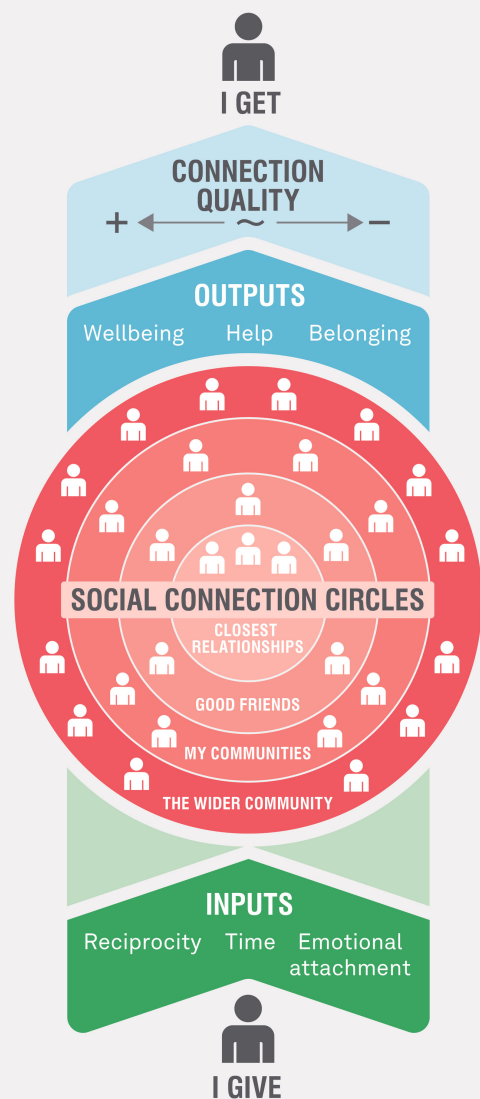 I GET
CONNECTION
QUALITY
+ ~ −
OUTPUTS
Wellbeing Help Belonging
SOCIAL CONNECTION CIRCLES
CLOSEST
RELATIONSHIPS
GOOD FRIENDS
MY COMMUNITIES
THE WIDER COMMUNITY
INPUTS
Reciprocity Time Emotional
attachment
I GIVE